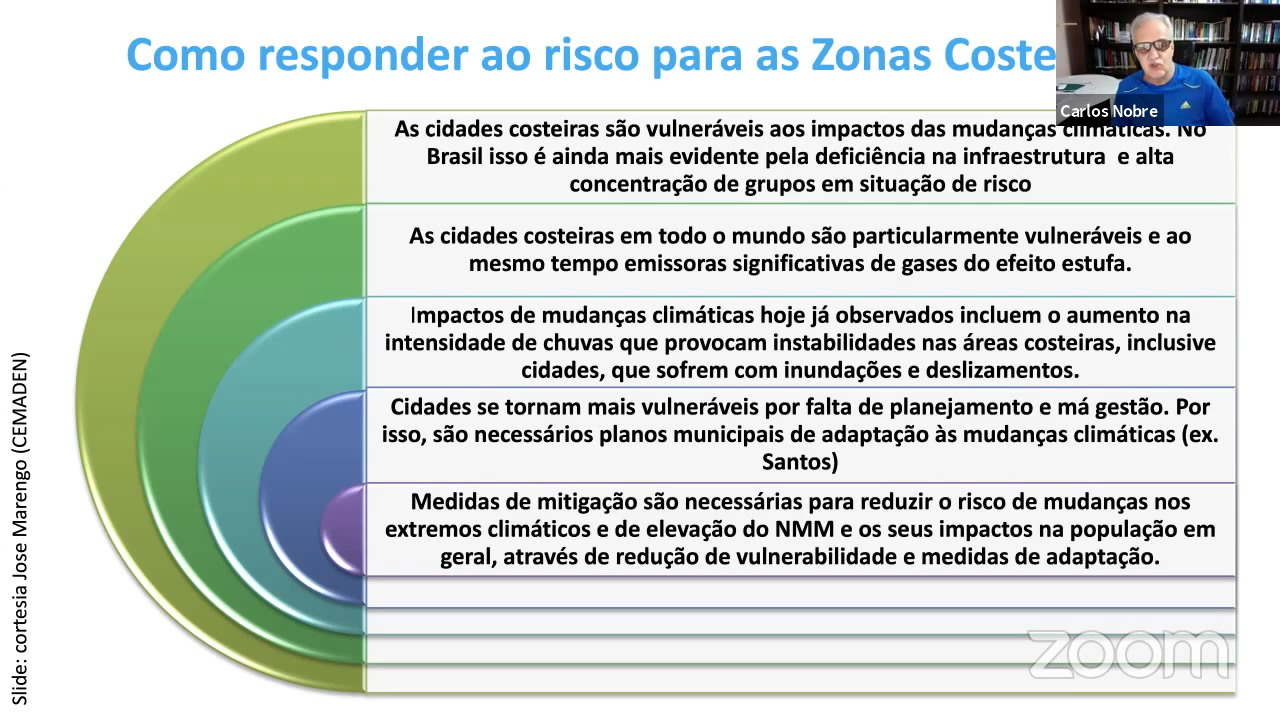 Como responder ao risco para as Zonas Coste
Carlos Nobre
As cidades costeiras são vulneráveis aos impactos das mudanças climáticas. No
Brasil isso é ainda mais evidente pela deficiência na infraestrutura e alta
concentração de grupos em situação de risco
As cidades costeiras em todo o mundo são particularmente vulneráveis e ao
mesmo tempo emissoras significativas de gases do efeito estufa.
Impactos de mudanças climáticas hoje já observados incluem o aumento na
intensidade de chuvas que provocam instabilidades nas áreas costeiras, inclusive
cidades, que sofrem com inundações e deslizamentos.
Cidades se tornam mais vulneráveis por falta de planejamento e má gestão. Por
isso, são necessários planos municipais de adaptação às mudanças climáticas (ex.
Santos)
Medidas de mitigação são necessárias para reduzir o risco de mudanças nos
extremos climáticos e de elevação do NMM e os seus impactos na população em
geral, através de redução de vulnerabilidade e medidas de adaptação.
Slide: cortesia Jose Marengo (CEMADEN)
zoom